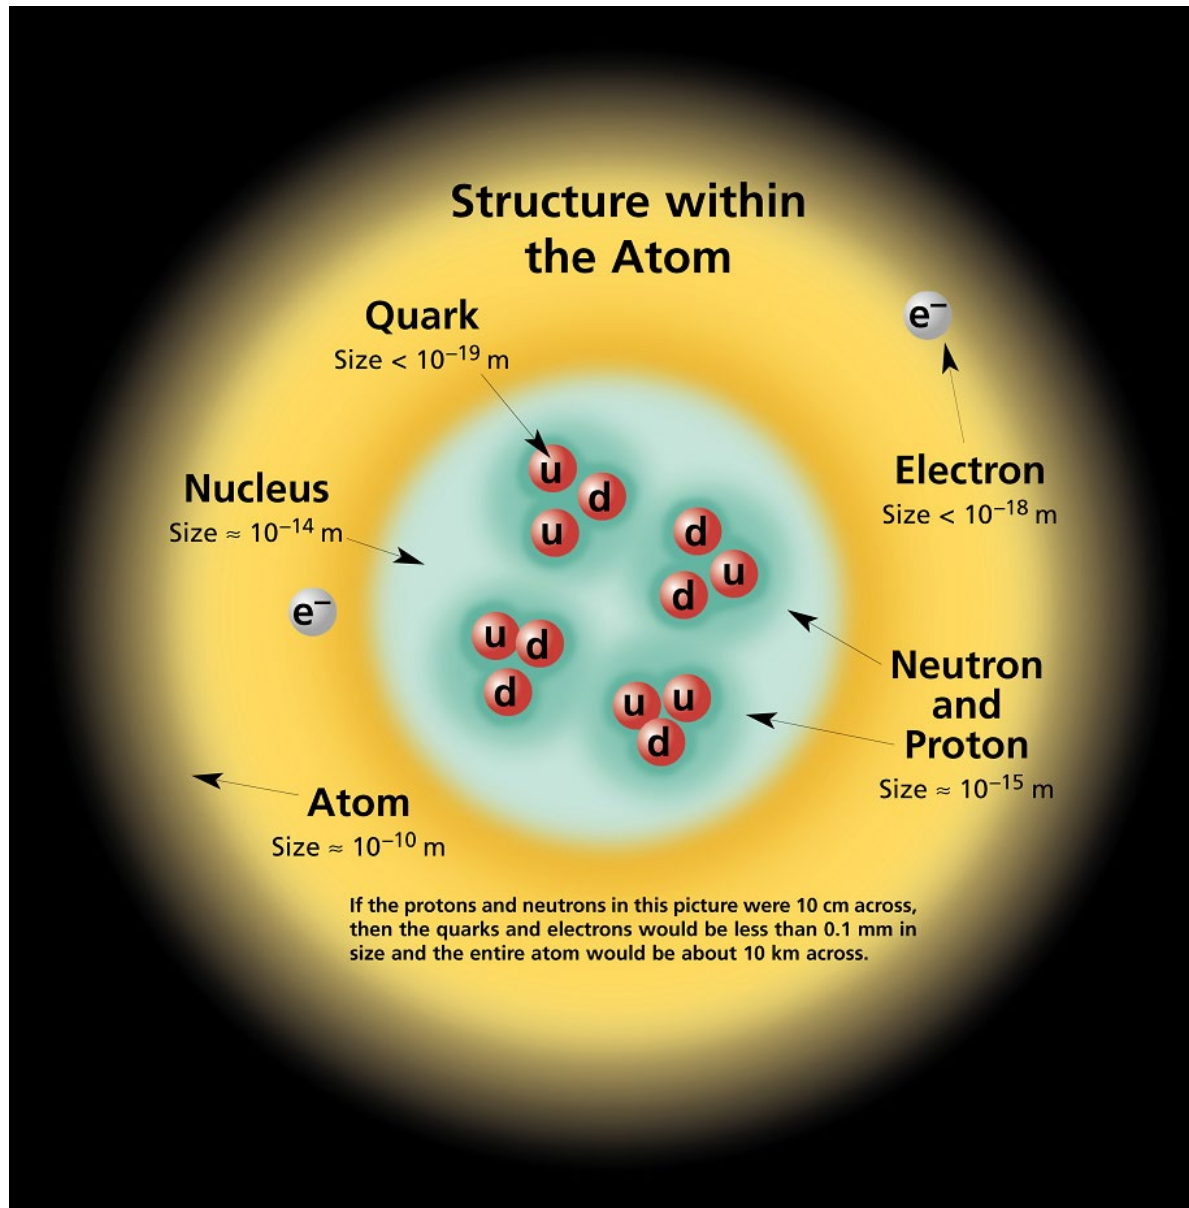 Structure within
the Atom
Quark
Size < 10⁻¹⁹ m
e⁻
Electron
Size < 10⁻¹⁸ m
Nucleus
Size ≈ 10⁻¹⁴ m
e⁻
u
d
u
d
u
d
u
d
d
u
u
d
Neutron
and
Proton
Size ≈ 10⁻¹⁵ m
Atom
Size ≈ 10⁻¹⁰ m
If the protons and neutrons in this picture were 10 cm across,
then the quarks and electrons would be less than 0.1 mm in
size and the entire atom would be about 10 km across.